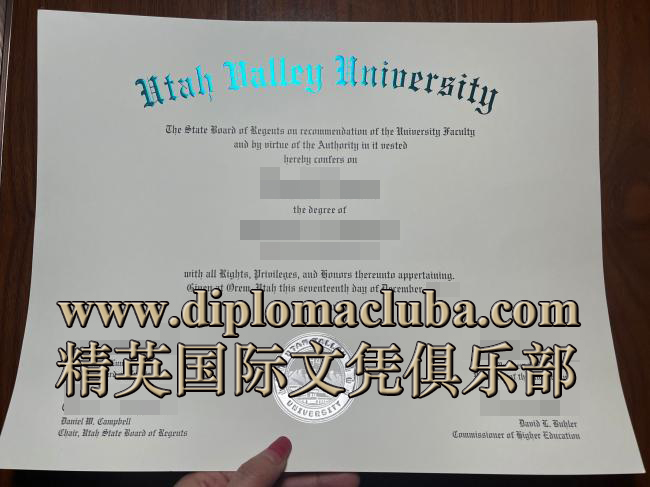 Utah Valley University
The State Board of Regents on recommendation of the University Faculty
and by virtue of the Authority in it vested
hereby confers on
the degree of
with all Rights, Privileges, and Honors thereunto appertaining.
Given at Orem, Utah this seventeenth day of December
www.diplomacluba.com
精英国际文凭俱乐部
UTAH VALLEY
UNIVERSITY
Daniel W. Campbell
Chair, Utah State Board of Regents
David L. Buhler
Commissioner of Higher Education